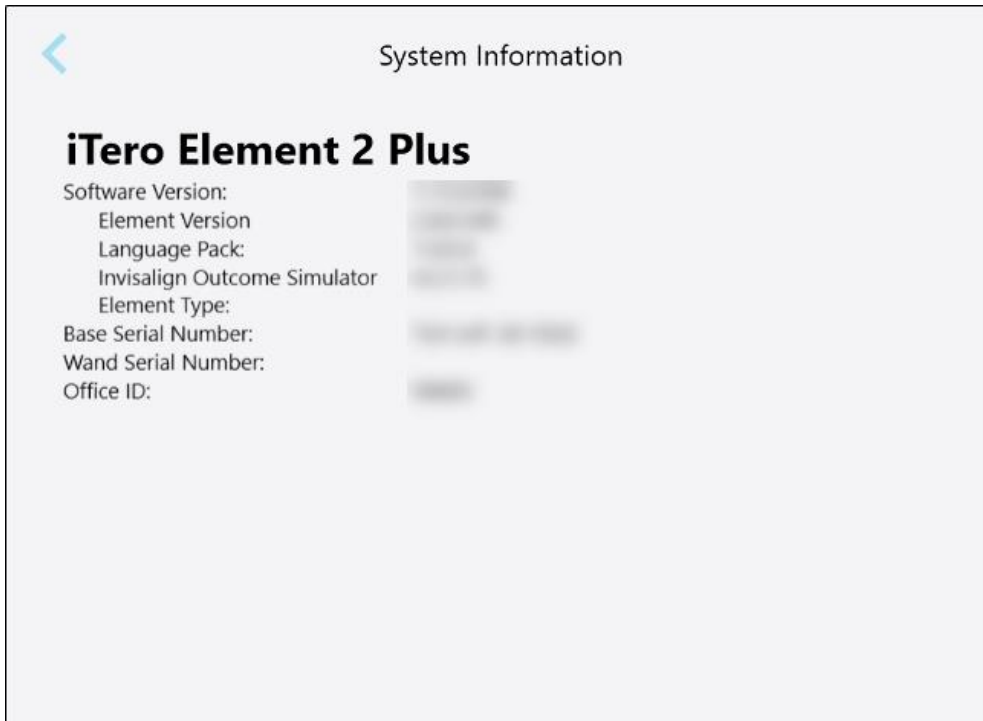 System Information
iTero Element 2 Plus
Software Version:
Element Version
Language Pack:
Invisalign Outcome Simulator
Element Type:
Base Serial Number:
Wand Serial Number:
Office ID: